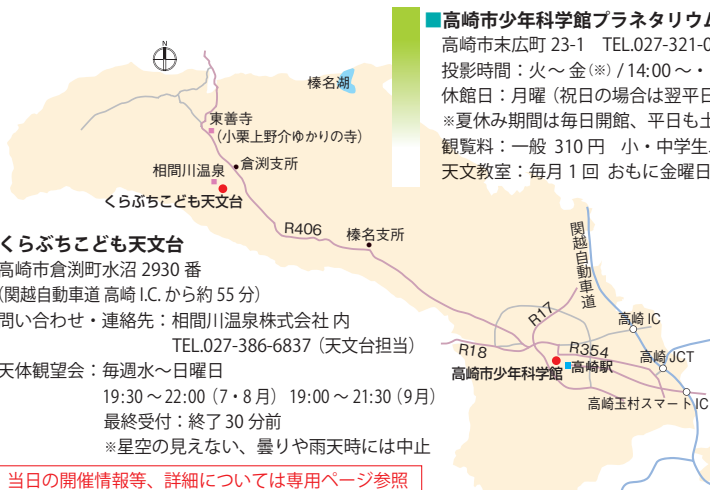 ■高崎市少年科学館プラネタリウム
高崎市末広町 23-1　TEL.027-321-0
投影時間：火～金(※) / 14:00～・
休館日：月曜（祝日の場合は翌平日
※夏休み期間は毎日開館、平日も土
観覧料：一般 310 円　小・中学生
天文教室：毎月 1 回 おもに金曜日
N
榛名湖
東善寺
（小栗上野介ゆかりの寺）
倉渕支所
相間川温泉
くらぶちこども天文台
R406
榛名支所
関越自動車道
R17
高崎 IC
R18
R354
高崎 JCT
高崎市少年科学館
高崎駅
高崎玉村スマート IC
くらぶちこども天文台
高崎市倉渕町水沼 2930 番
（関越自動車道 高崎 I.C. から約 55 分）
問い合わせ・連絡先：相間川温泉株式会社 内
TEL.027-386-6837（天文台担当）
天体観望会：毎週水～日曜日
19:30～22:00（7・8月）19:00～21:30（9月）
最終受付：終了 30 分前
※星空の見えない、曇りや雨天時には中止
当日の開催情報等、詳細については専用ページ参照